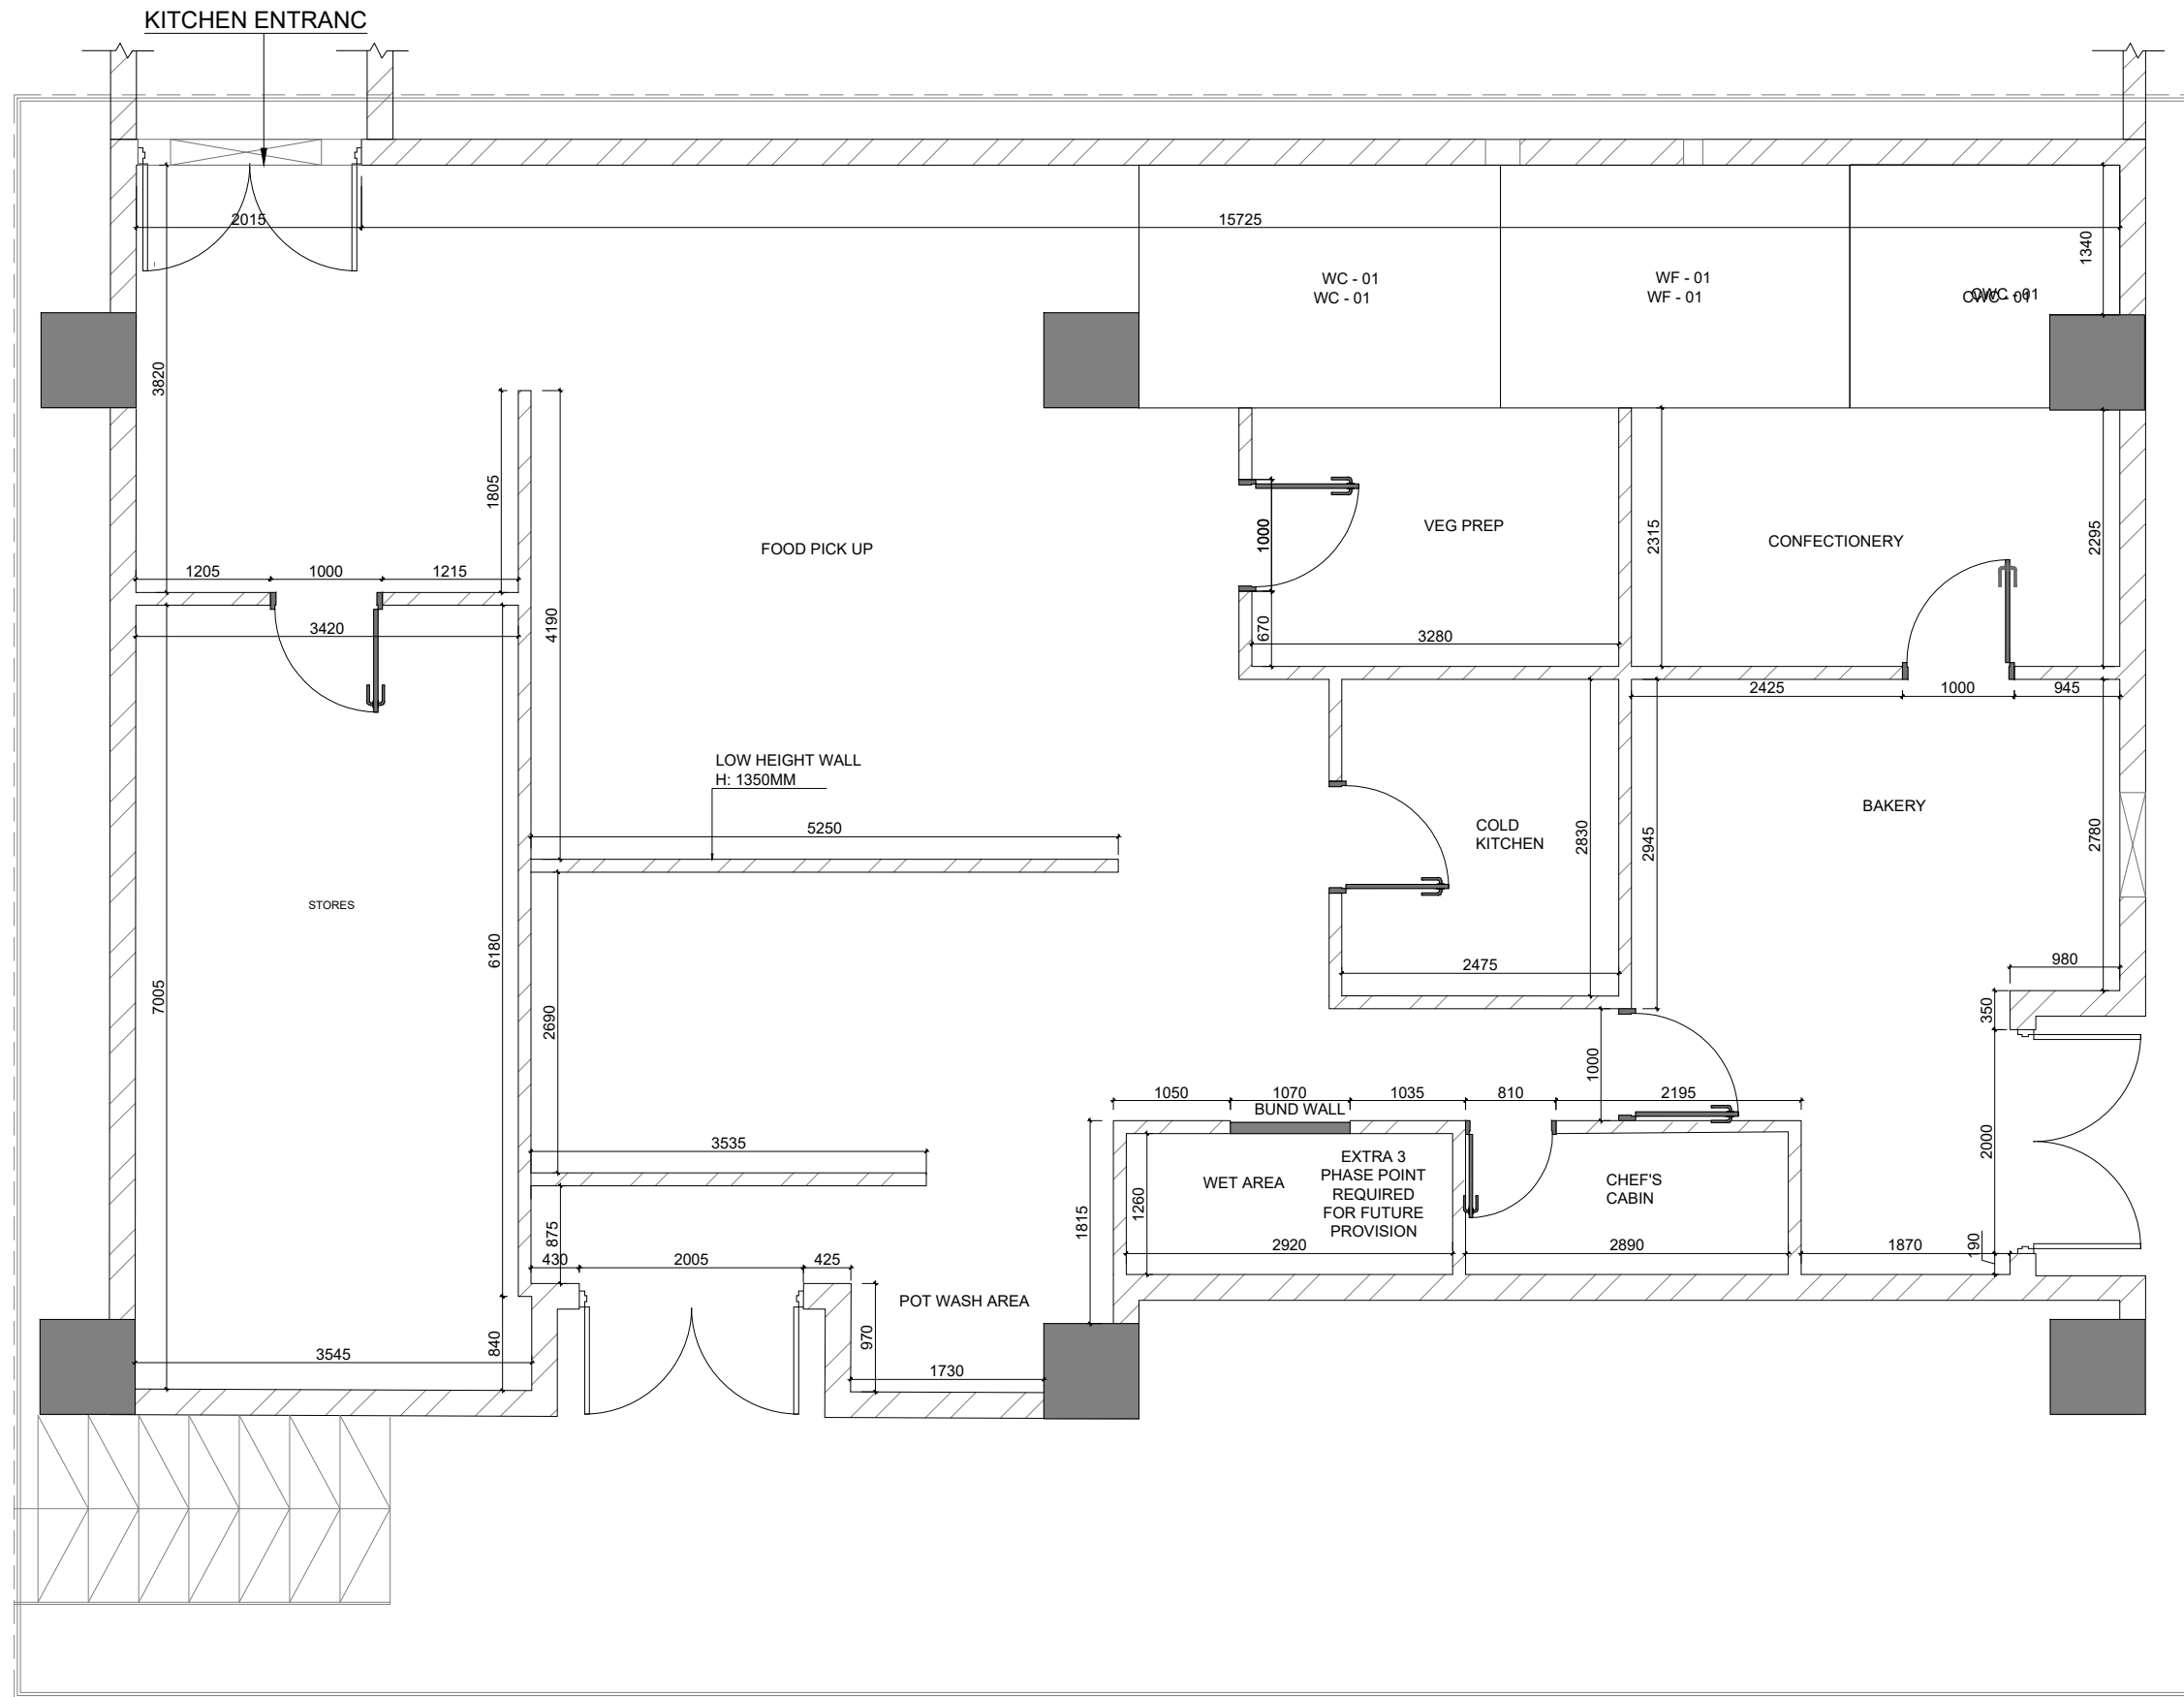 KITCHEN ENTRANC
2015
15725
1340
WC - 01
WC - 01
WF - 01
WF - 01
CWC - 01
CWC - 01
3820
1805
4190
FOOD PICK UP
1000
670
VEG PREP
3280
2315
CONFECTIONERY
2295
1205
1000
1215
3420
2425
1000
945
LOW HEIGHT WALL
H: 1350MM
5250
COLD
KITCHEN
2830
2945
BAKERY
2780
STORES
7005
6180
2690
2475
980
350
1000
2000
1050
1070
1035
810
2195
BUND WALL
3535
WET AREA
EXTRA 3
PHASE POINT
REQUIRED
FOR FUTURE
PROVISION
CHEF'S
CABIN
1815
1260
875
430
2005
425
2920
2890
1870
190
POT WASH AREA
840
970
3545
1730